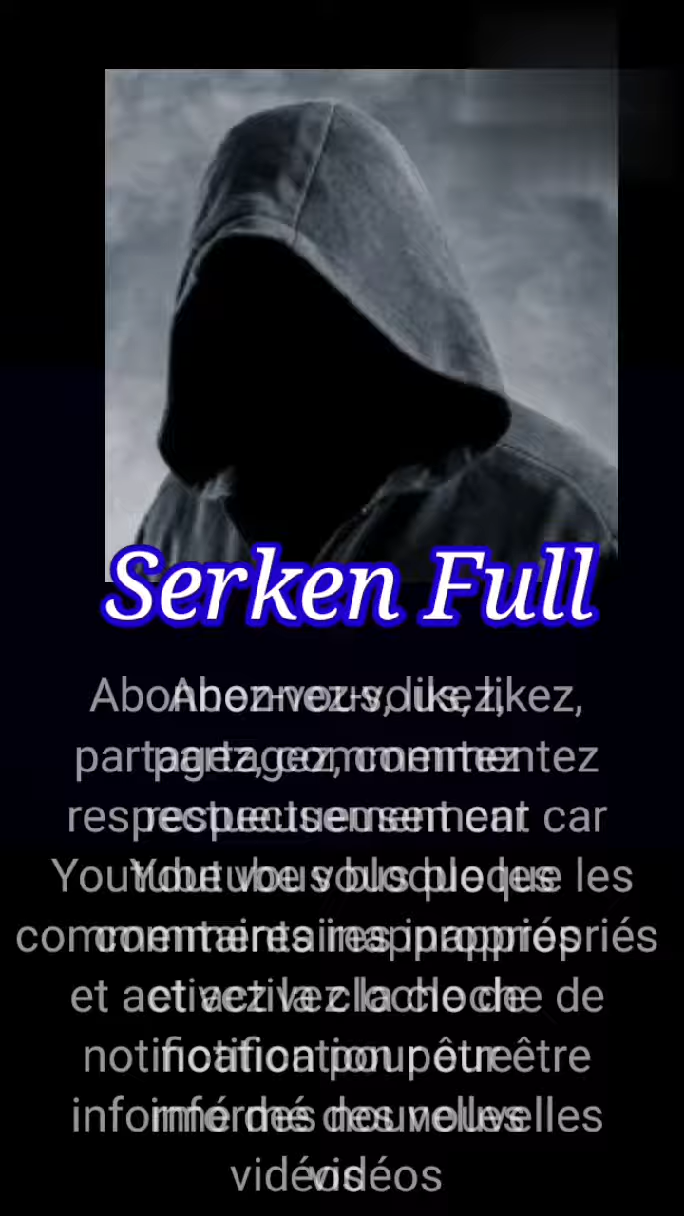 Serken Full
Abonnez-vous, likez,
partagez, commentez
respectueusement car
Youtube vous bloque les
commentaires inappropriés
et activez la cloche de
notification pour être
informé des nouvelles
vidéos